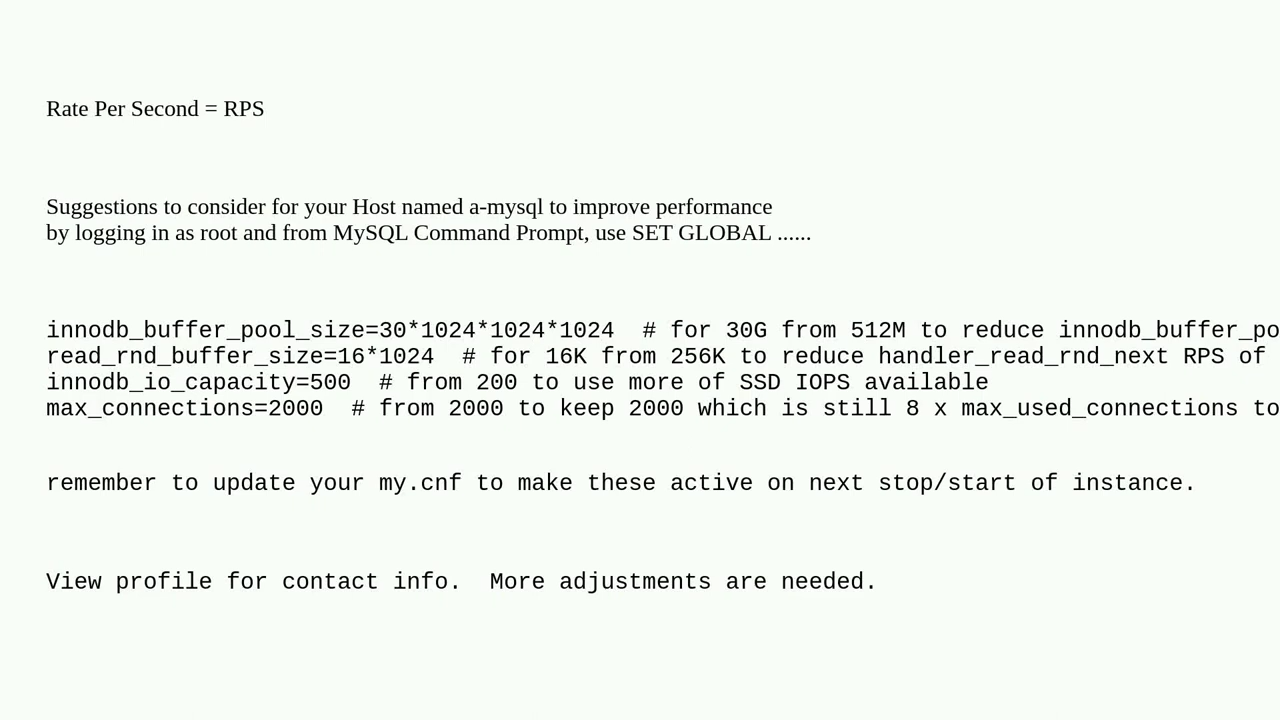 Rate Per Second = RPS
Suggestions to consider for your Host named a-mysql to improve performance
by logging in as root and from MySQL Command Prompt, use SET GLOBAL ......
innodb_buffer_pool_size=30*1024*1024*1024  # for 30G from 512M to reduce innodb_buffer_po
read_rnd_buffer_size=16*1024  # for 16K from 256K to reduce handler_read_rnd_next RPS of
innodb_io_capacity=500  # from 200 to use more of SSD IOPS available
max_connections=2000  # from 2000 to keep 2000 which is still 8 x max_used_connections to
remember to update your my.cnf to make these active on next stop/start of instance.
View profile for contact info.  More adjustments are needed.